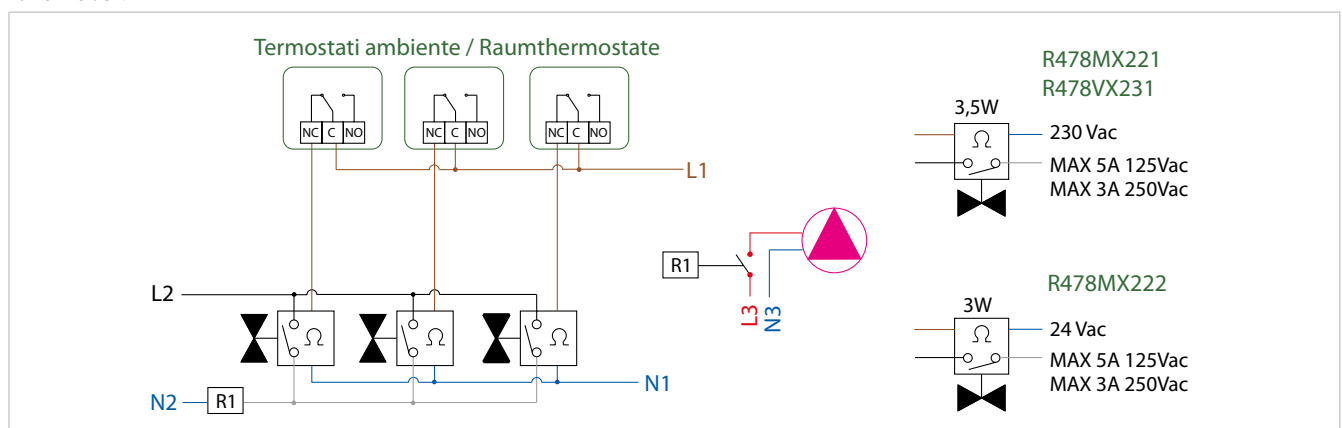 Termostati ambiente / Raumthermostate
NC C NO
NC C NO
NC C NO
L1
L2
Ω
Ω
Ω
N1
N2
R1
R1
L3
N3
R478MX221
R478VX231
3,5W
Ω
230 Vac
MAX 5A 125Vac
MAX 3A 250Vac
R478MX222
3W
Ω
24 Vac
MAX 5A 125Vac
MAX 3A 250Vac